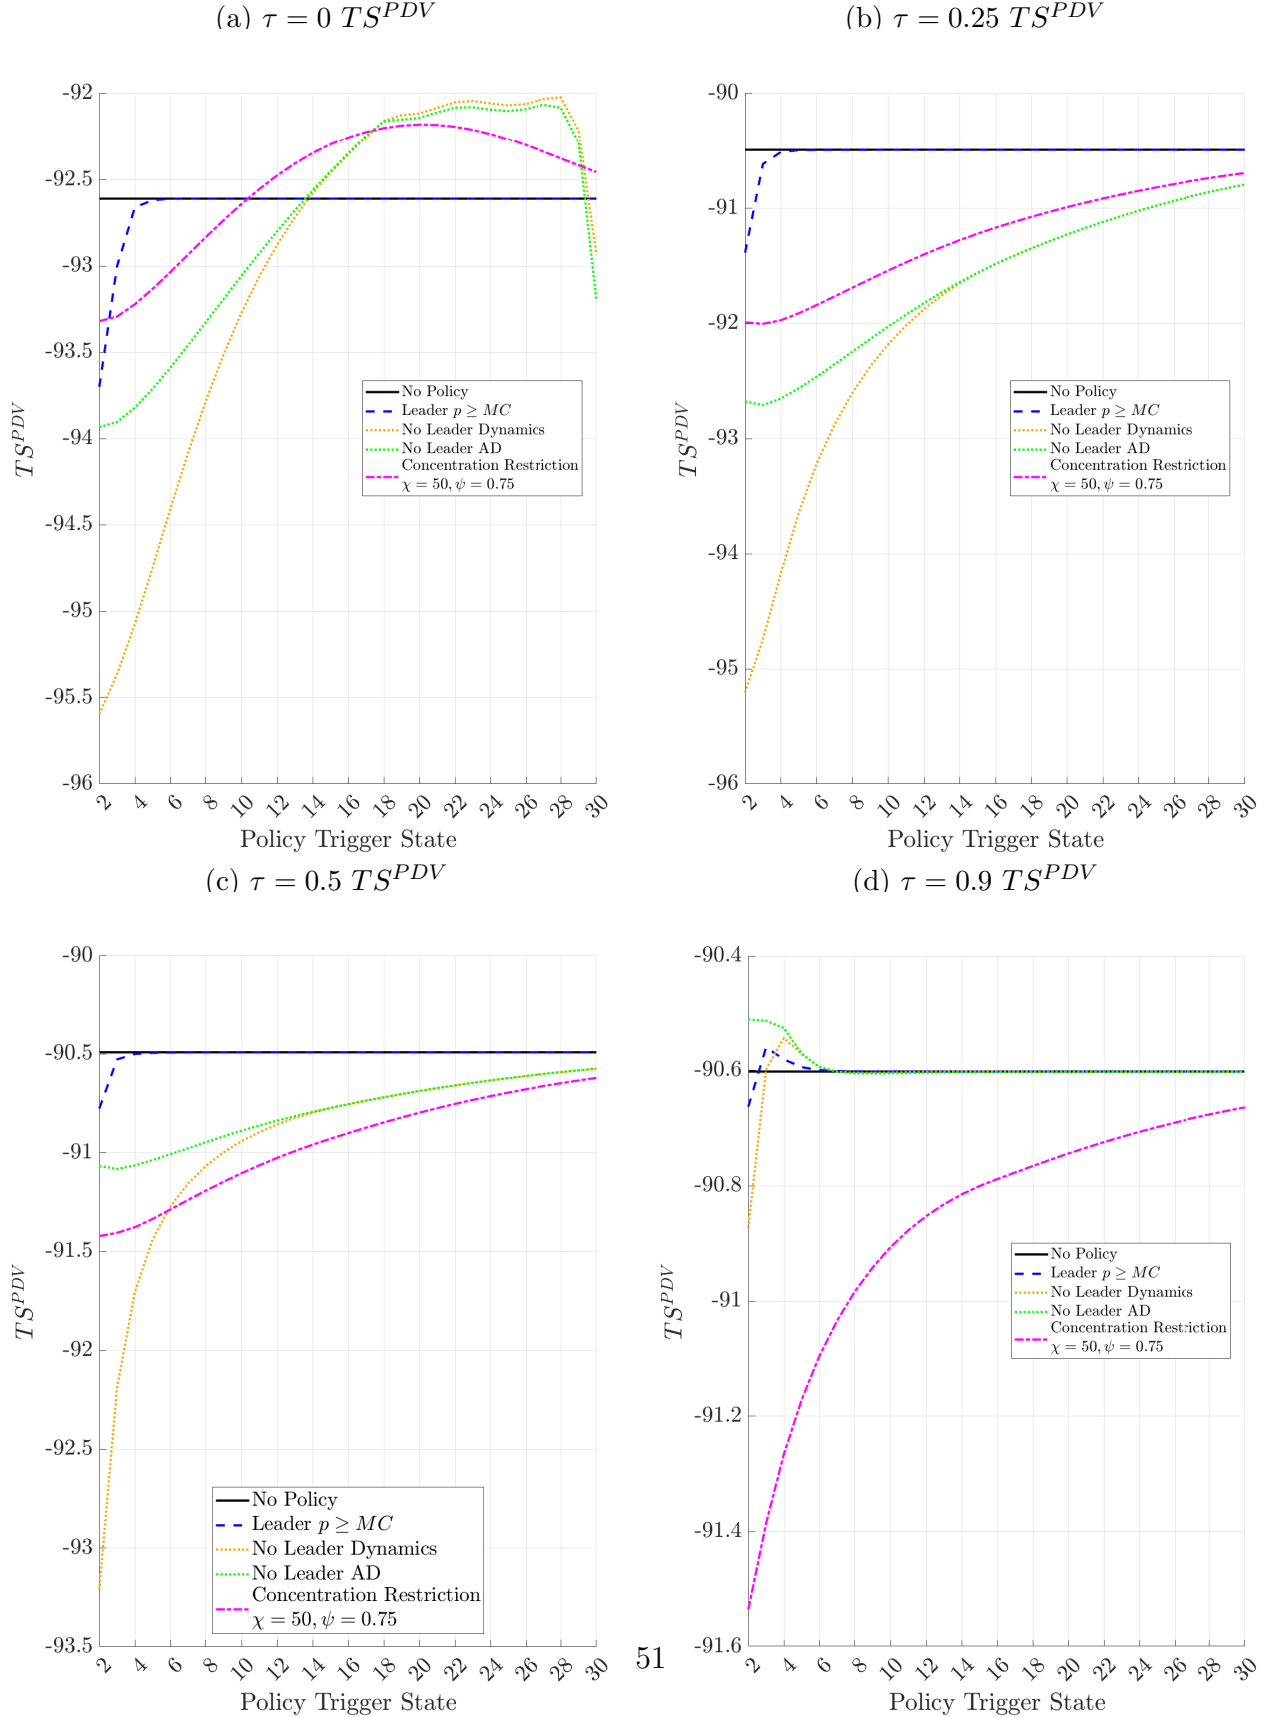 (a) τ = 0 TS^{PDV}
-92
-92.5
-93
-93.5
-94
-94.5
-95
-95.5
-96
TS^{PDV}
No Policy
Leader p ≥ MC
No Leader Dynamics
No Leader AD
Concentration Restriction
χ = 50, ψ = 0.75
2 4 6 8 10 12 14 16 18 20 22 24 26 28 30
Policy Trigger State
(b) τ = 0.25 TS^{PDV}
-90
-91
-92
-93
-94
-95
-96
TS^{PDV}
No Policy
Leader p ≥ MC
No Leader Dynamics
No Leader AD
Concentration Restriction
χ = 50, ψ = 0.75
2 4 6 8 10 12 14 16 18 20 22 24 26 28 30
Policy Trigger State
(c) τ = 0.5 TS^{PDV}
-90
-90.5
-91
-91.5
-92
-92.5
-93
-93.5
TS^{PDV}
No Policy
Leader p ≥ MC
No Leader Dynamics
No Leader AD
Concentration Restriction
χ = 50, ψ = 0.75
2 4 6 8 10 12 14 16 18 20 22 24 26 28 30
Policy Trigger State
(d) τ = 0.9 TS^{PDV}
-90.4
-90.6
-90.8
-91
-91.2
-91.4
-91.6
TS^{PDV}
No Policy
Leader p ≥ MC
No Leader Dynamics
No Leader AD
Concentration Restriction
χ = 50, ψ = 0.75
2 4 6 8 10 12 14 16 18 20 22 24 26 28 30
Policy Trigger State
51